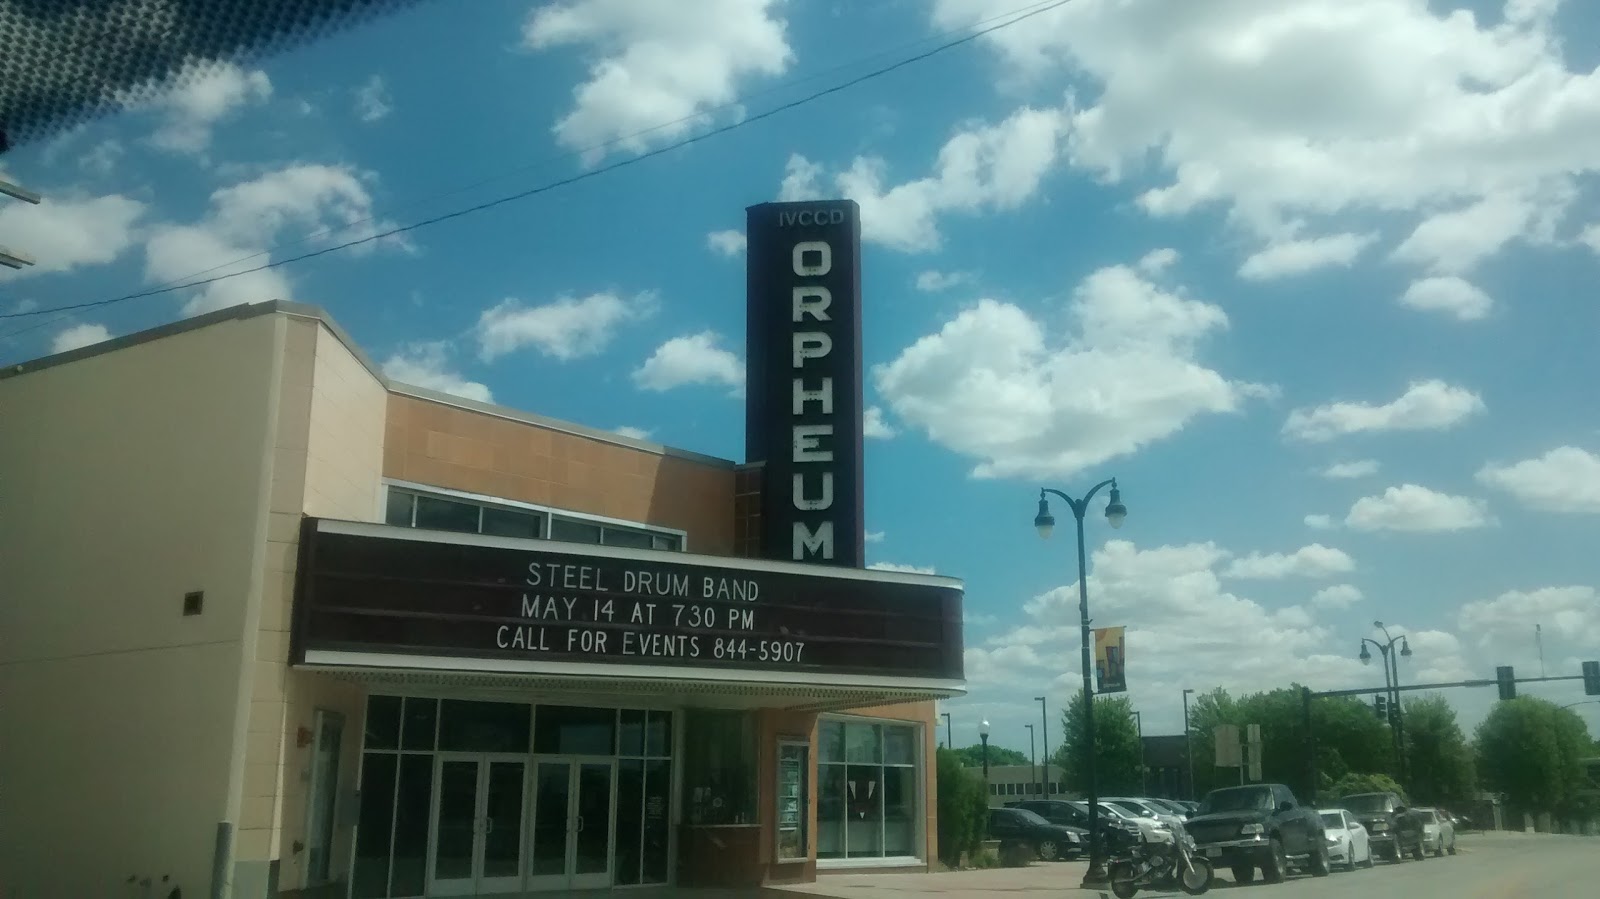 IVCCD
ORPHEUM
STEEL DRUM BAND
MAY 14 AT 730 PM
CALL FOR EVENTS 844-5907